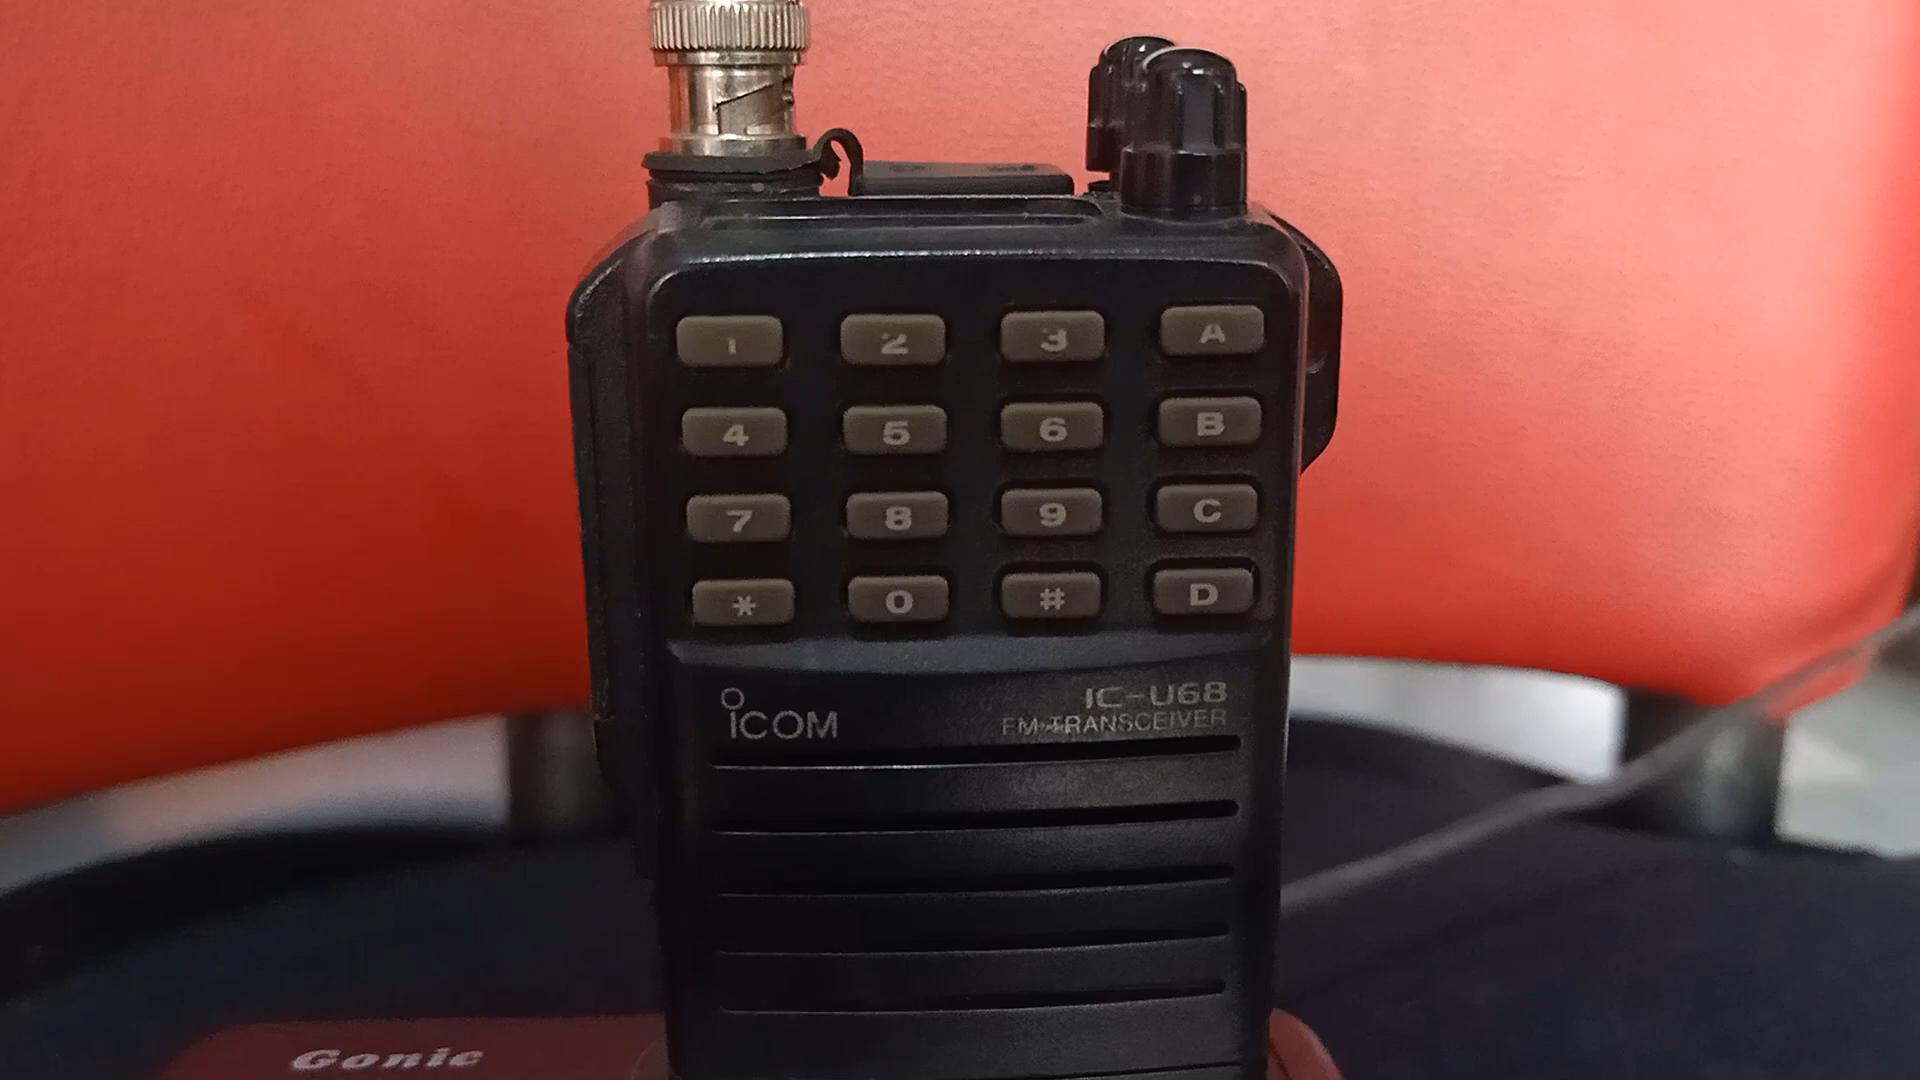 1 2 3 A
4 5 6 B
7 8 9 C
* 0 # D
ICOM
IC-U68
FM TRANSCEIVER
Gonic